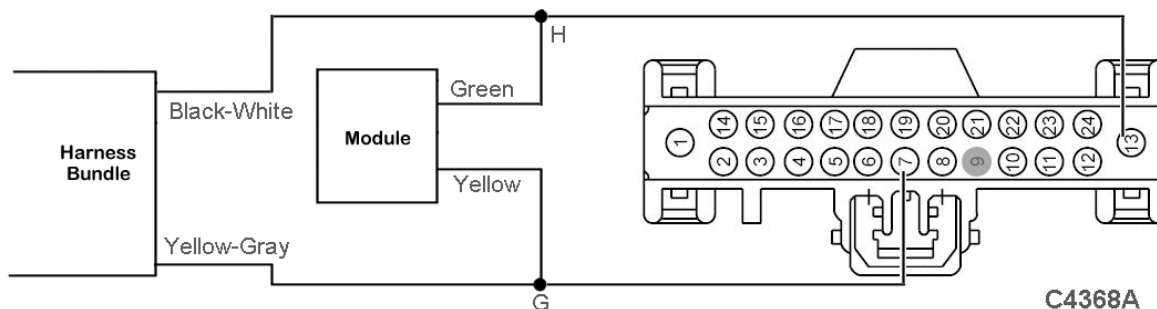 H
Black-White
Green
Harness
Bundle
Module
Yellow
Yellow-Gray
G
14 15 16 17 18 19 20 21 22 23 24
1 13
2 3 4 5 6 7 8 9 10 11 12
C4368A